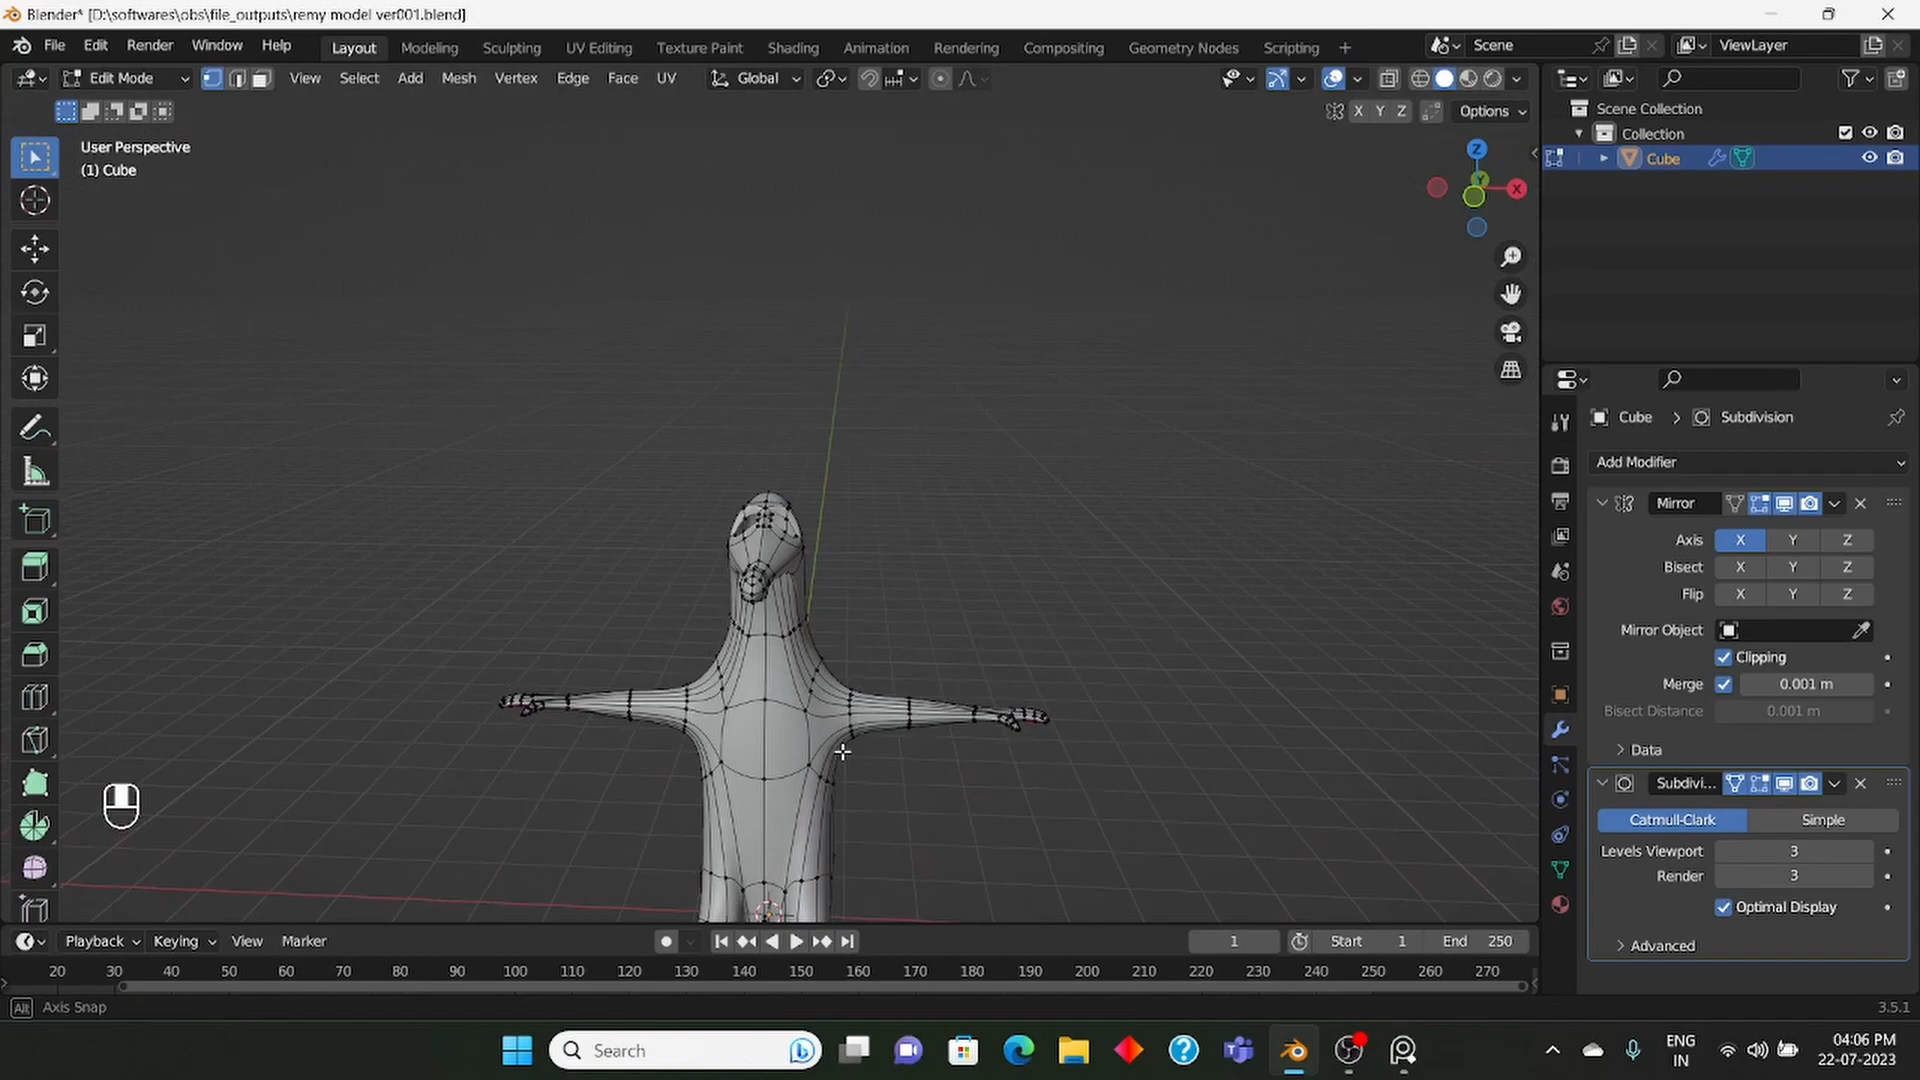 Blender* [D:\softwares\obs\file_outputs\remy model ver001.blend]
File Edit Render Window Help Layout Modeling Sculpting UV Editing Texture Paint Shading Animation Rendering Compositing Geometry Nodes Scripting + Scene ViewLayer
Edit Mode View Select Add Mesh Vertex Edge Face UV Global
X Y Z Options
User Perspective
(1) Cube
Z
X
Y
Scene Collection
Collection
Cube
Cube > Subdivision
Add Modifier
Mirror
Axis X Y Z
Bisect X Y Z
Flip X Y Z
Mirror Object
Clipping
Merge 0.001 m
Bisect Distance 0.001 m
Data
Subdivi...
Catmull-Clark Simple
Levels Viewport 3
Render 3
Optimal Display
Advanced
Playback Keying View Marker 1 Start 1 End 250
20 30 40 50 60 70 80 90 100 110 120 130 140 150 160 170 180 190 200 210 220 230 240 250 260 270
Alt Axis Snap 3.5.1
Search
ENG
IN
04:06 PM
22-07-2023